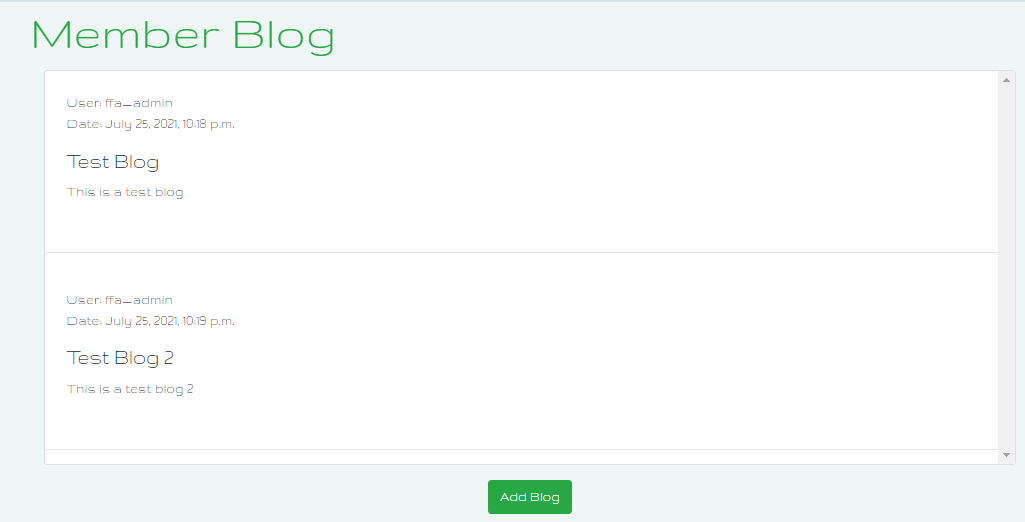 Member Blog
User: ffa_admin
Date: July 25, 2021, 10:18 p.m.
Test Blog
This is a test blog
User: ffa_admin
Date: July 25, 2021, 10:19 p.m.
Test Blog 2
This is a test blog 2
Add Blog